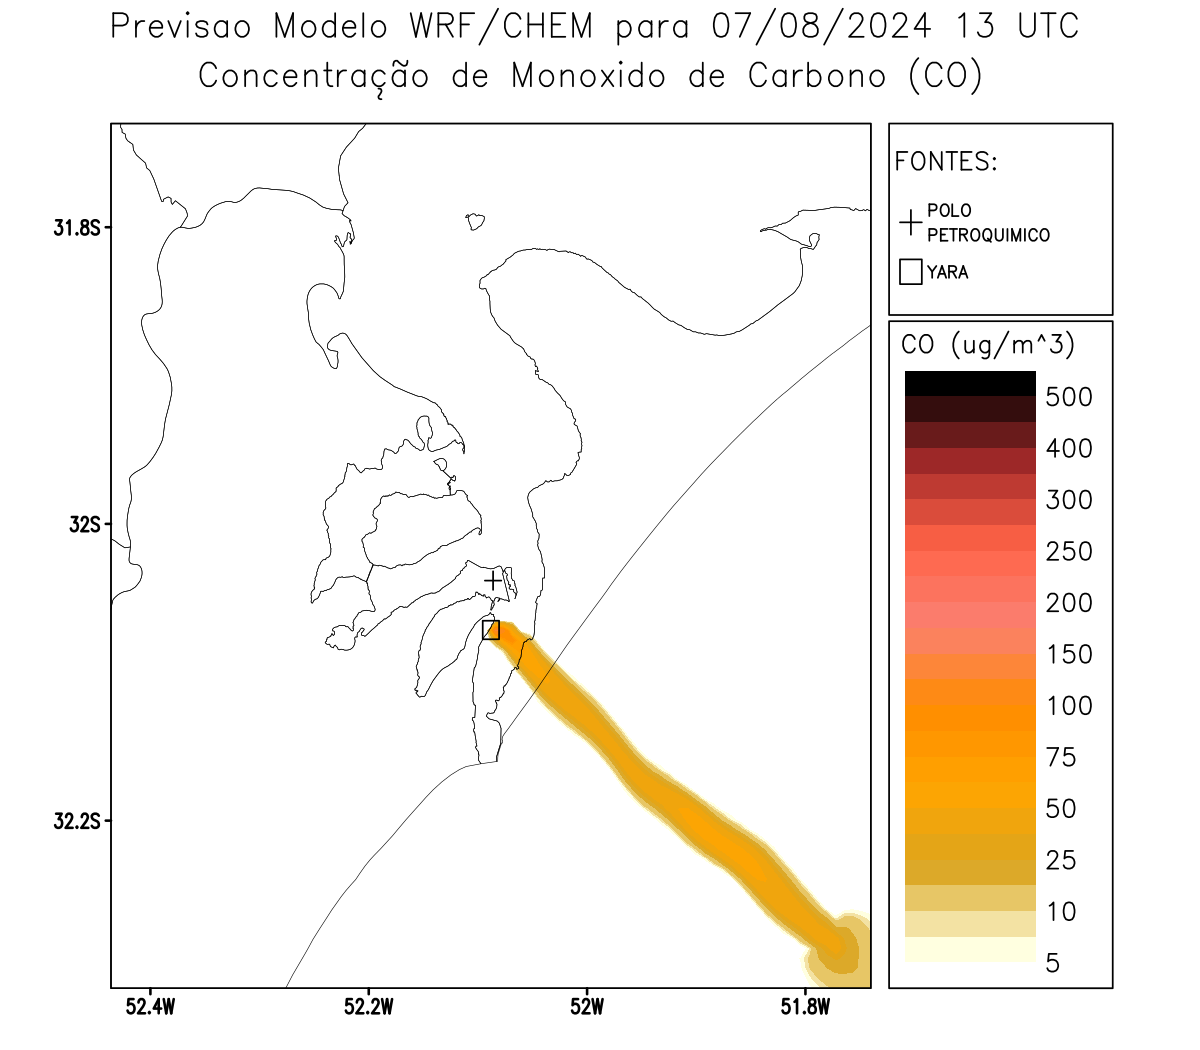 Previsao Modelo WRF/CHEM para 07/08/2024 13 UTC
Concentração de Monoxido de Carbono (CO)
FONTES:
POLO
PETROQUIMICO
YARA
CO (ug/m^3)
500
400
300
250
200
150
100
75
50
25
10
5
31.8S
32S
32.2S
52.4W
52.2W
52W
51.8W